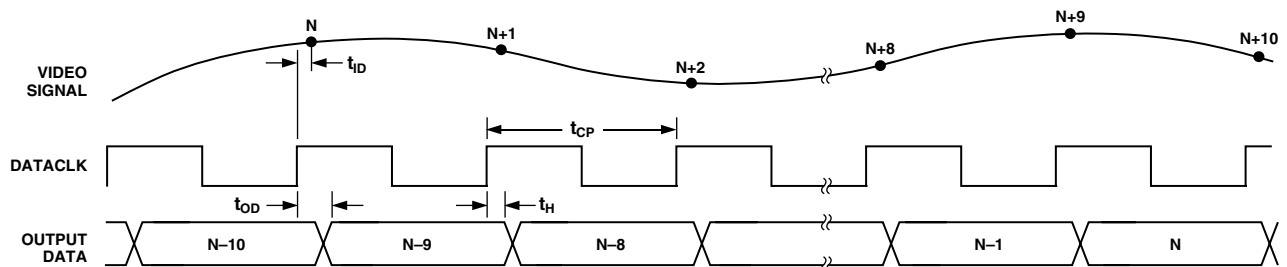 N
N+1
N+2
N+8
N+9
N+10
VIDEO
SIGNAL
tID
tCP
DATACLK
tOD
tH
OUTPUT
DATA
N–10
N–9
N–8
N–1
N